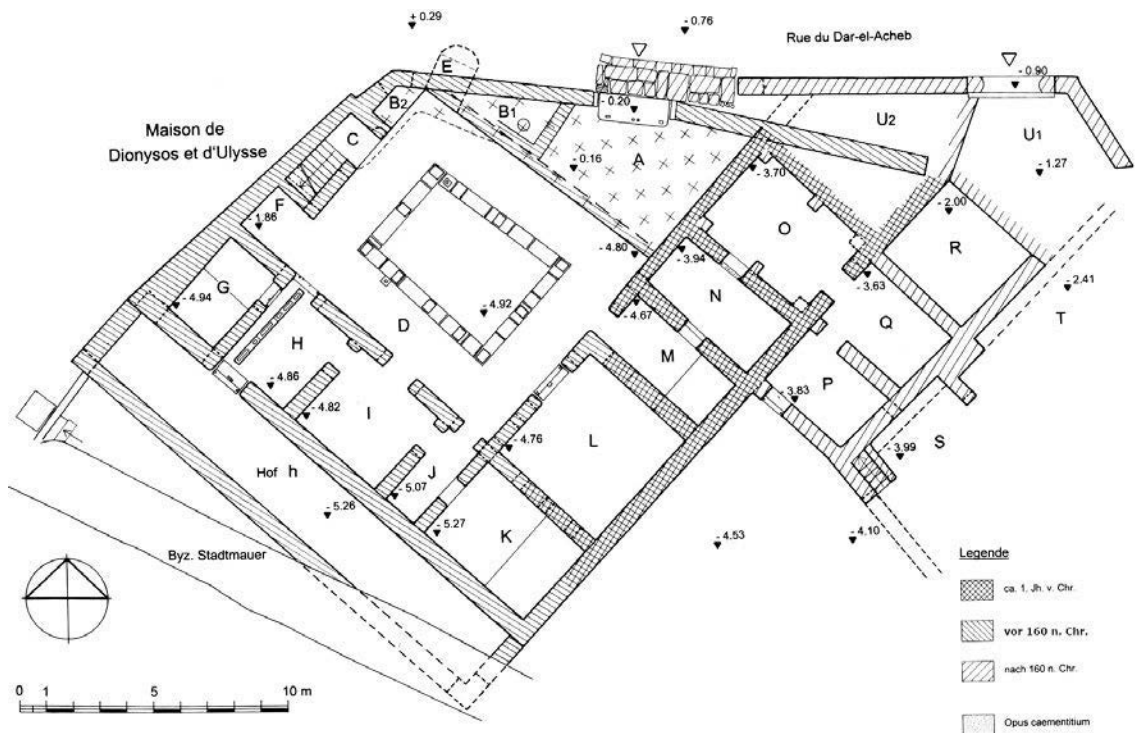 + 0.29
- 0.76
Rue du Dar-el-Acheb
E
- 0.90
B2
B1
- 0.20
U2
U1
Maison de
Dionysos et d'Ulysse
C
A
- 0.16
- 3.70
- 1.27
F
- 2.00
1.86
O
R
- 4.80
- 3.94
- 3.63
- 2.41
G
- 4.94
- 4.92
N
- 4.67
Q
T
D
H
M
- 4.86
P
- 3.83
- 4.82
I
L
- 4.76
S
- 3.99
Hof h
J
- 5.07
- 5.26
- 5.27
K
- 4.53
- 4.10
Byz. Stadtmauer
Legende
ca. 1. Jh. v. Chr.
vor 160 n. Chr.
nach 160 n. Chr.
Opus caementitium
0 1 5 10 m